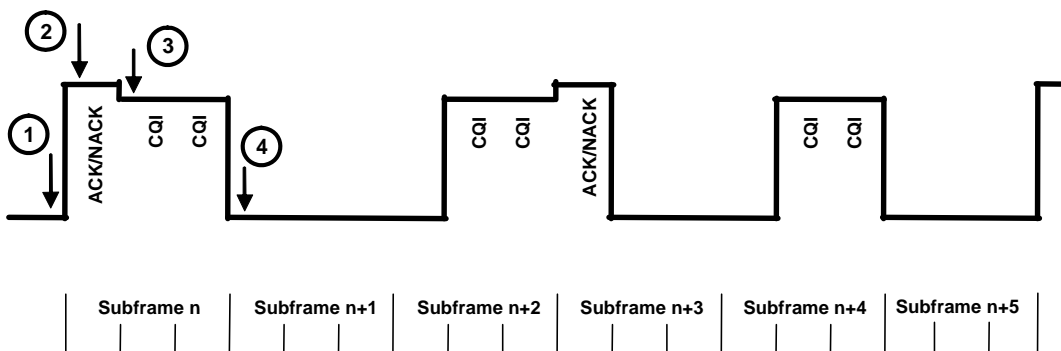 2
3
1
4
ACK/NACK
CQI
CQI
CQI
CQI
ACK/NACK
CQI
CQI
Subframe n
Subframe n+1
Subframe n+2
Subframe n+3
Subframe n+4
Subframe n+5